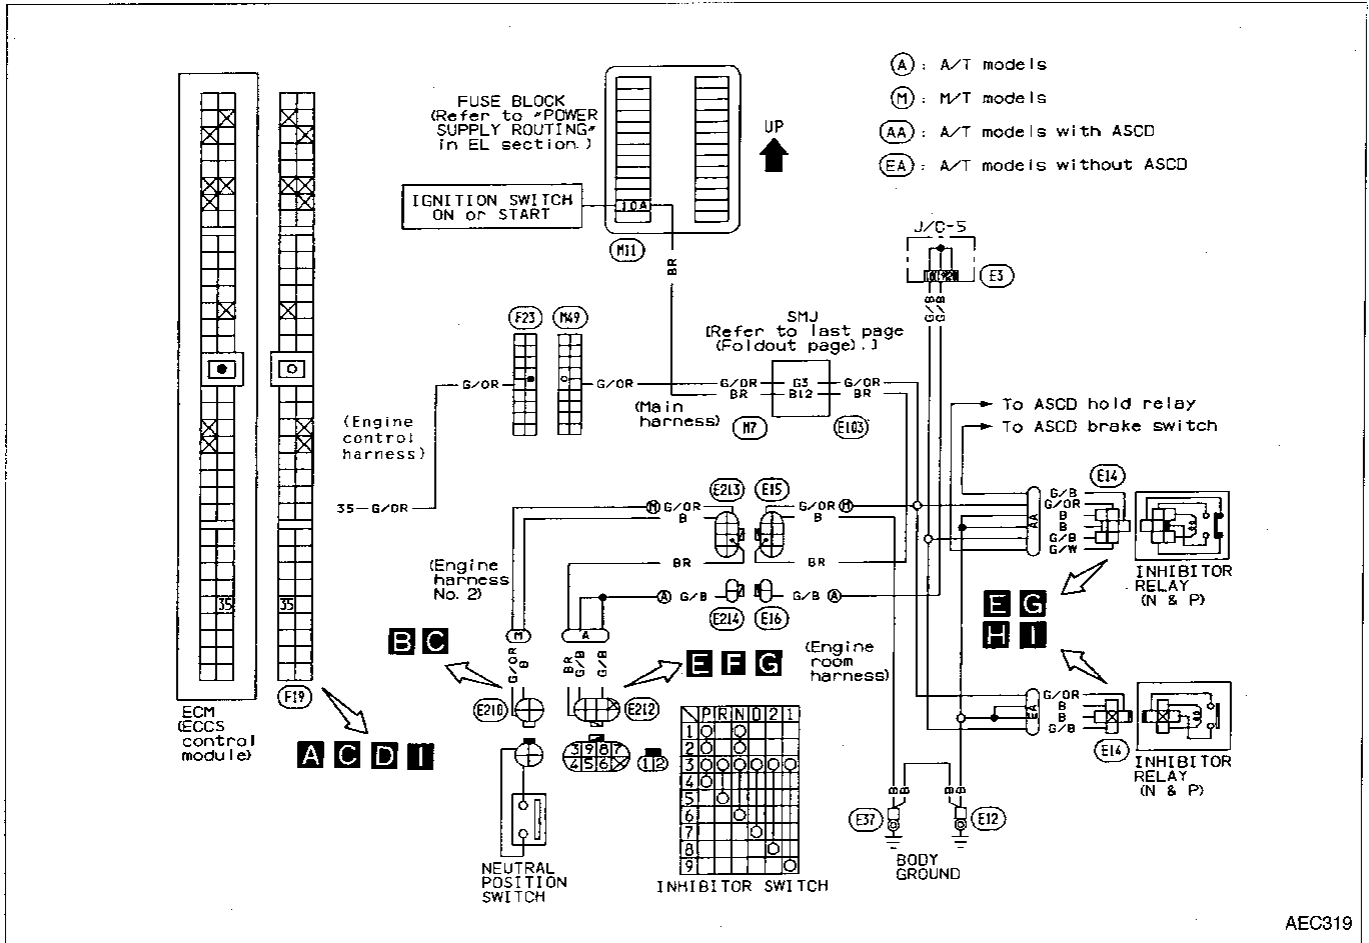 FUSE BLOCK
(Refer to "POWER
SUPPLY ROUTING"
in EL section.)
IGNITION SWITCH
ON or START
10A
M11
BR
UP
A : A/T models
M : M/T models
AA : A/T models with ASCD
EA : A/T models without ASCD
J/C-5
E3
G/B
G/B
F23
M49
SMJ
[Refer to last page
(Foldout page).]
G/OR
G/OR
G/OR
G3
G/OR
BR
B12
BR
(Main
harness)
M7
E103
(Engine
control
harness)
35
G/OR
To ASCD hold relay
To ASCD brake switch
E14
G/B
G/OR
B
B
G/B
G/W
AA
INHIBITOR
RELAY
(N & P)
E213
E15
M
G/OR
G/OR
M
B
B
BR
BR
A
G/B
G/B
A
E214
E16
(Engine
harness
No. 2)
(Engine
room
harness)
M
A
G/OR
B
BR
G/B
G/B
B C
E F G
E G
H I
E210
E212
35
35
F19
ECM
(ECCS
control
module)
A C D I
3 9 8 7
4 5 6
1 2
P R N D 2 1
1
2
3
4
5
6
7
8
9
INHIBITOR SWITCH
NEUTRAL
POSITION
SWITCH
EA
G/OR
B
B
G/B
E14
INHIBITOR
RELAY
(N & P)
B
B
B
B
E37
E12
BODY
GROUND
AEC319